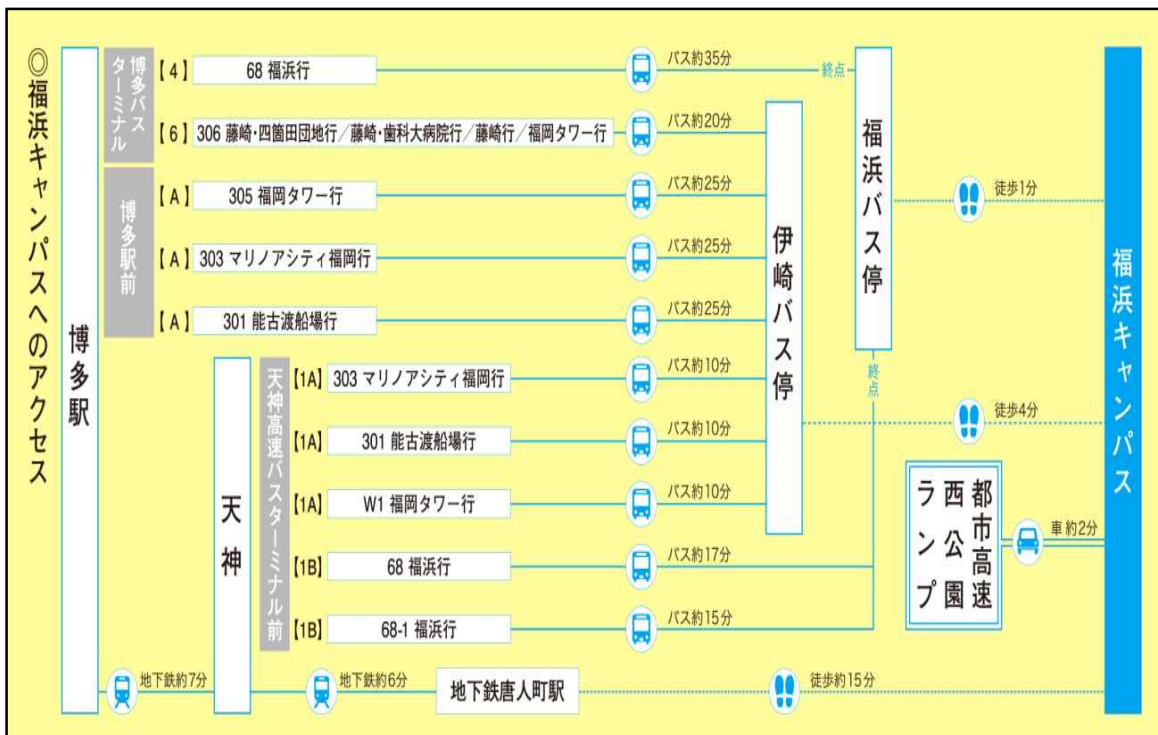 ◎福浜キャンパスへのアクセス
博多駅
博多バス
ターミナル
【4】 68 福浜行 バス約35分 終点
【6】 306 藤崎・四箇田団地行／藤崎・歯科大病院行／藤崎行／福岡タワー行 バス約20分
博多駅前
【A】 305 福岡タワー行 バス約25分
【A】 303 マリノアシティ福岡行 バス約25分
【A】 301 能古渡船場行 バス約25分
天神
天神高速バスターミナル前
【1A】 303 マリノアシティ福岡行 バス約10分
【1A】 301 能古渡船場行 バス約10分
【1A】 W1 福岡タワー行 バス約10分
【1B】 68 福浜行 バス約17分
【1B】 68-1 福浜行 バス約15分
伊崎バス停
福浜バス停
終点
徒歩1分
徒歩4分
都市高速
西公園
ランプ
車 約2分
地下鉄約7分 地下鉄約6分 地下鉄唐人町駅 徒歩約15分
福浜キャンパス